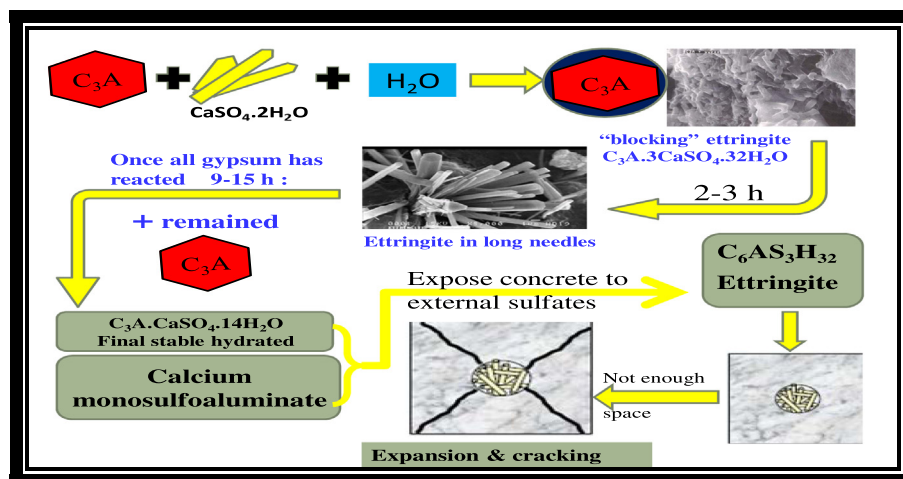 C₃A
H₂O
C₃A
CaSO₄.2H₂O
“blocking” ettringite
C₃A.3CaSO₄.32H₂O
Once all gypsum has
reacted 9-15 h :
2-3 h
+ remained
Ettringite in long needles
C₃A
C₆AS₃H₃₂
Ettringite
Expose concrete to
external sulfates
C₃A.CaSO₄.14H₂O
Final stable hydrated
Calcium
monosulfoaluminate
Not enough
space
Expansion & cracking